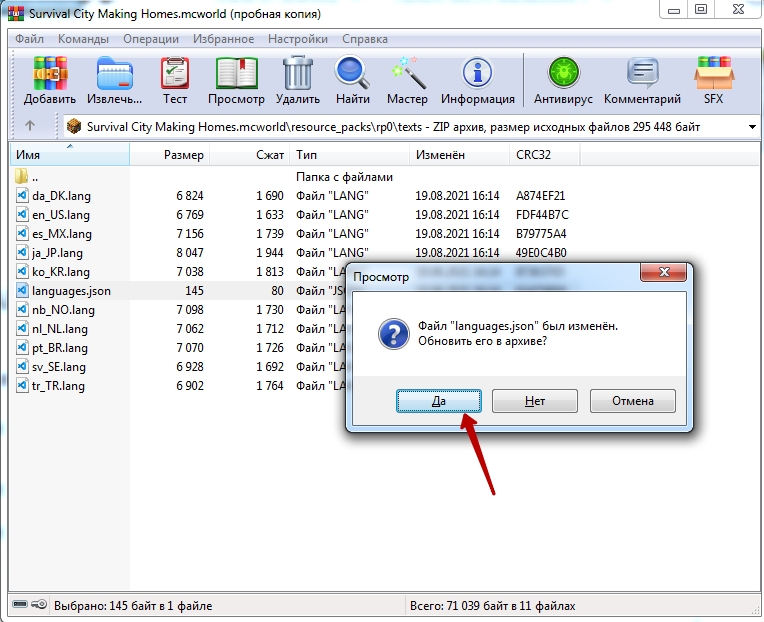 Survival City Making Homes.mcworld (пробная копия)
Файл Команды Операции Избранное Настройки Справка
Добавить Извлечь... Тест Просмотр Удалить Найти Мастер Информация Антивирус Комментарий SFX
Survival City Making Homes.mcworld\resource_packs\rp0\texts - ZIP архив, размер исходных файлов 295 448 байт
Имя Размер Сжат Тип Изменён CRC32
.. Папка с файлами
da_DK.lang 6 824 1 690 Файл "LANG" 19.08.2021 16:14 A874EF21
en_US.lang 6 769 1 633 Файл "LANG" 19.08.2021 16:14 FDF44B7C
es_MX.lang 7 156 1 739 Файл "LANG" 19.08.2021 16:14 B79775A4
ja_JP.lang 8 047 1 944 Файл "LANG" 19.08.2021 16:14 49E0C4B0
ko_KR.lang 7 038 1 813 Файл "LA
languages.json 145 80 Файл "JS
nb_NO.lang 7 098 1 730 Файл "LA
nl_NL.lang 7 062 1 712 Файл "LA
pt_BR.lang 7 070 1 726 Файл "LA
sv_SE.lang 6 928 1 692 Файл "LA
tr_TR.lang 6 902 1 764 Файл "LA
Просмотр
Файл "languages.json" был изменён.
Обновить его в архиве?
Да Нет Отмена
Выбрано: 145 байт в 1 файле Всего: 71 039 байт в 11 файлах